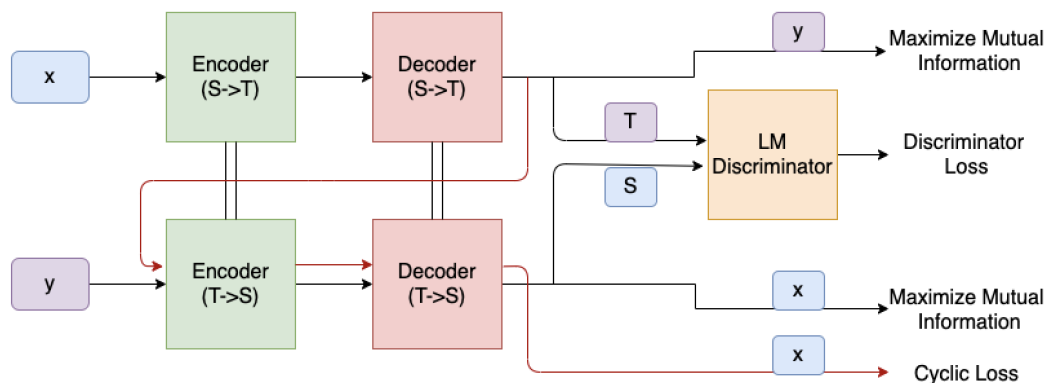 x
Encoder
(S->T)
Decoder
(S->T)
y
Maximize Mutual
Information
T
S
LM
Discriminator
Discriminator
Loss
y
Encoder
(T->S)
Decoder
(T->S)
x
Maximize Mutual
Information
x
Cyclic Loss